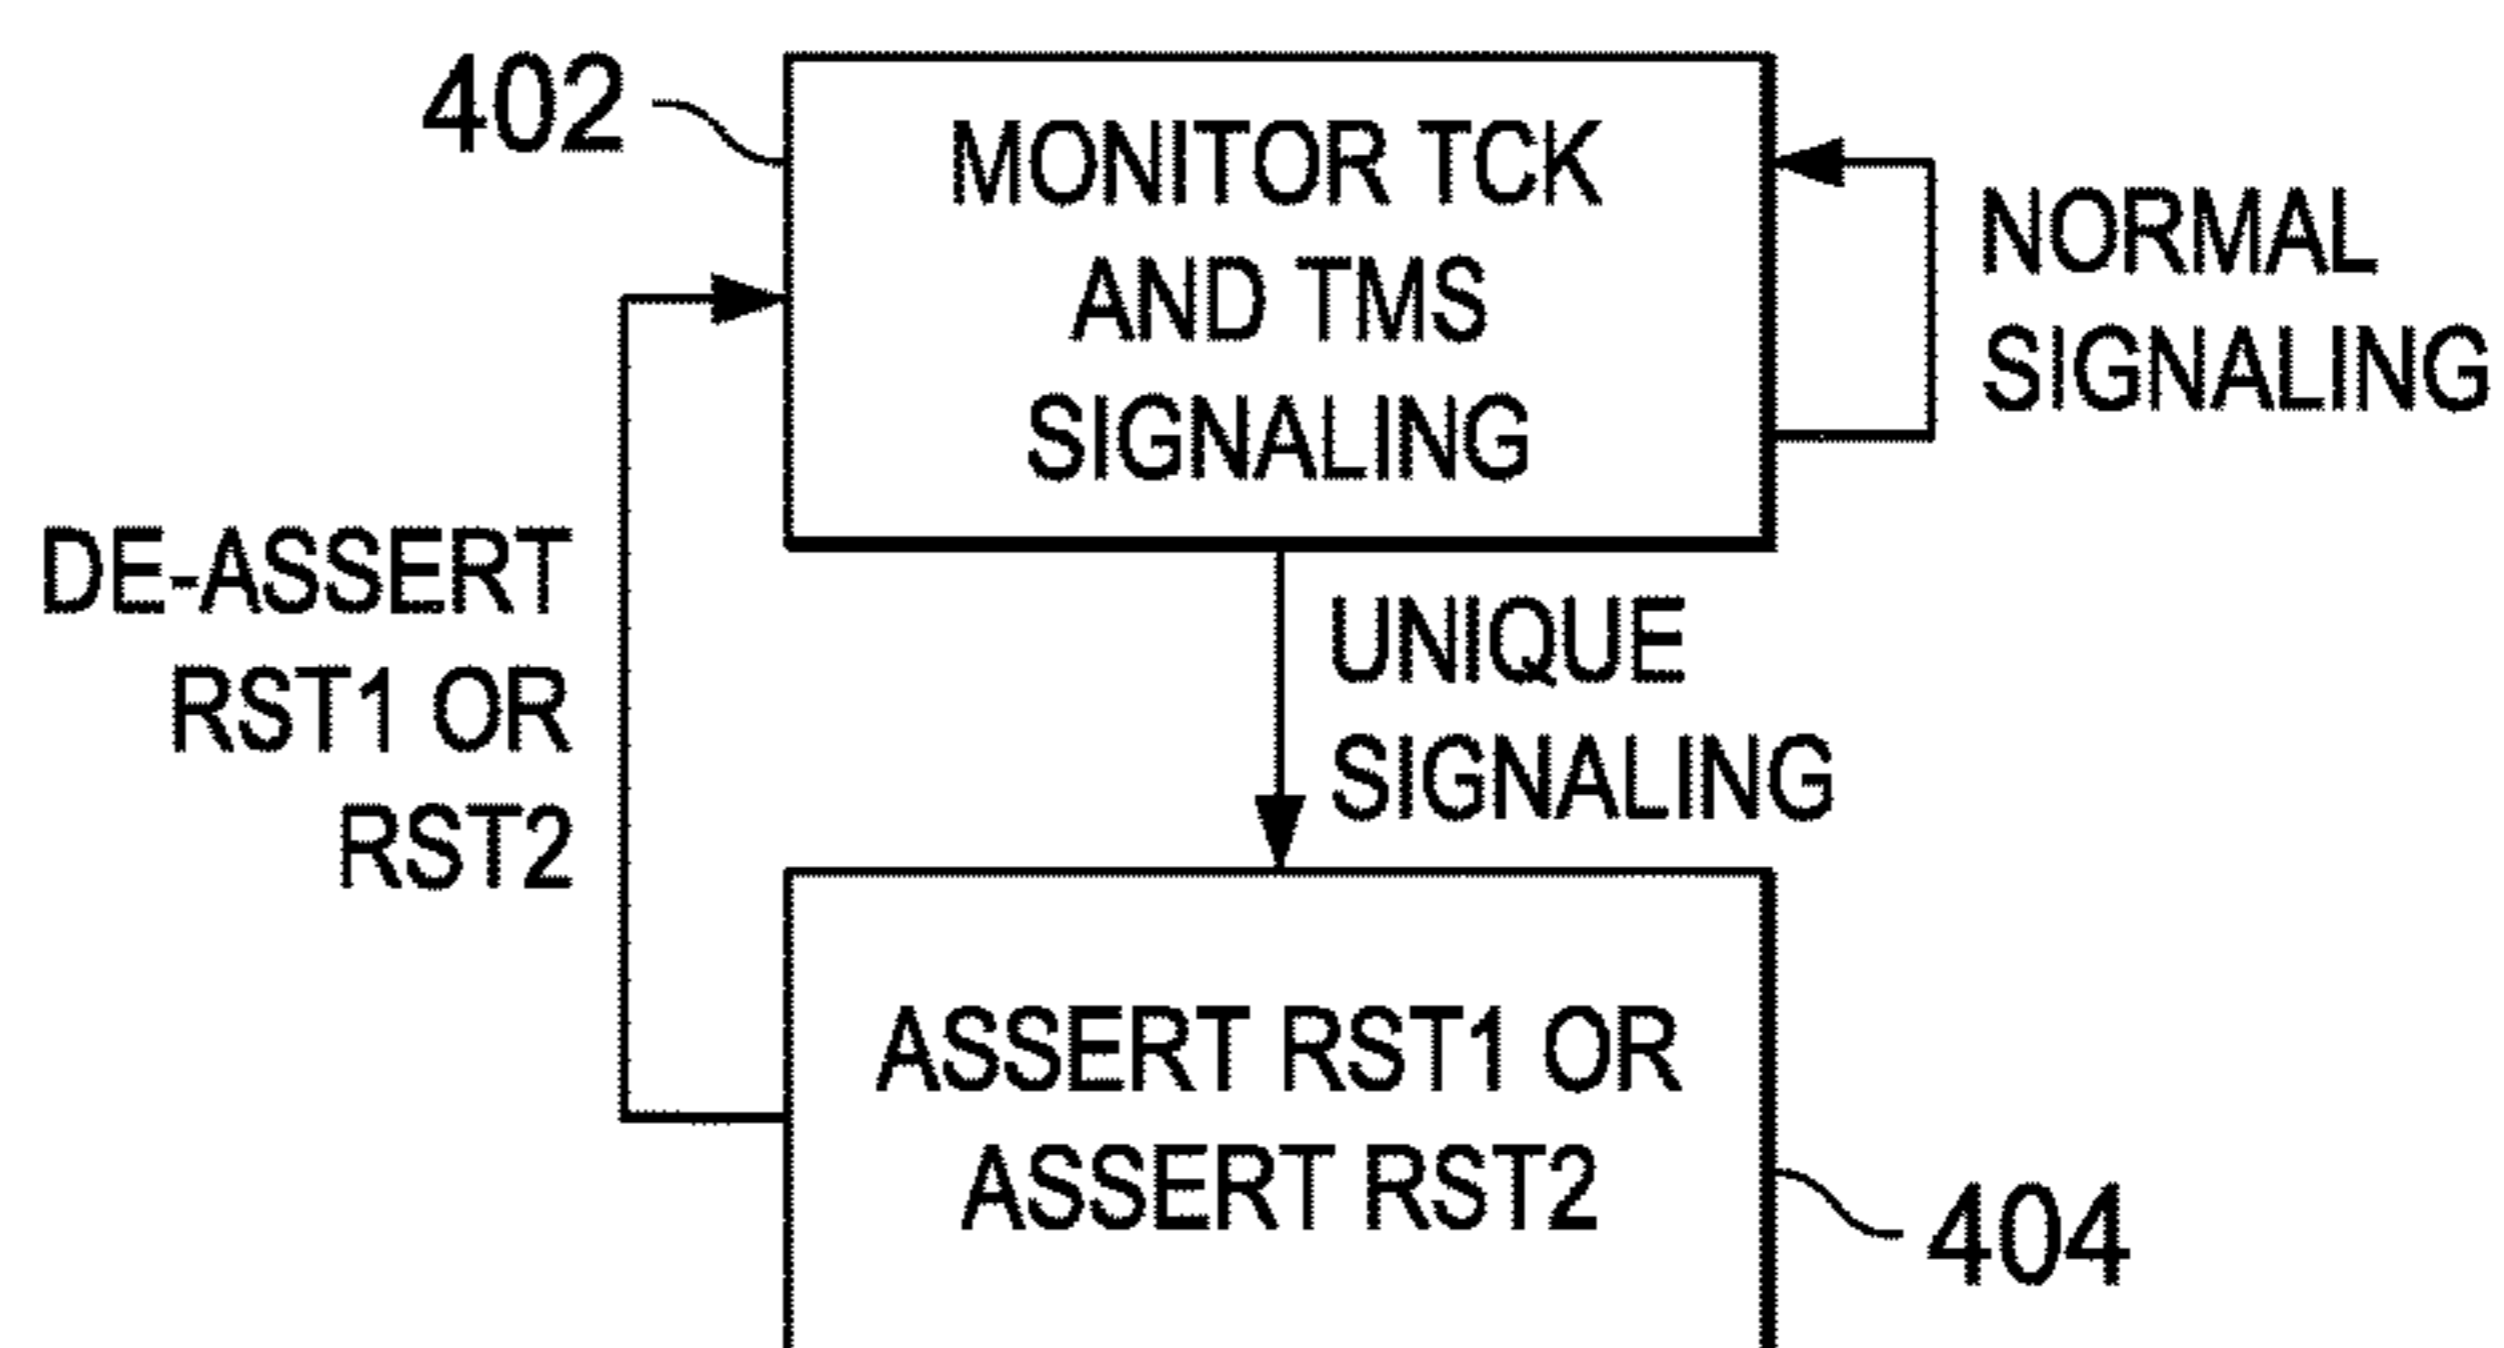 402
MONITOR TCK
AND TMS
SIGNALING
NORMAL
SIGNALING
DE-ASSERT
RST1 OR
RST2
UNIQUE
SIGNALING
ASSERT RST1 OR
ASSERT RST2
404